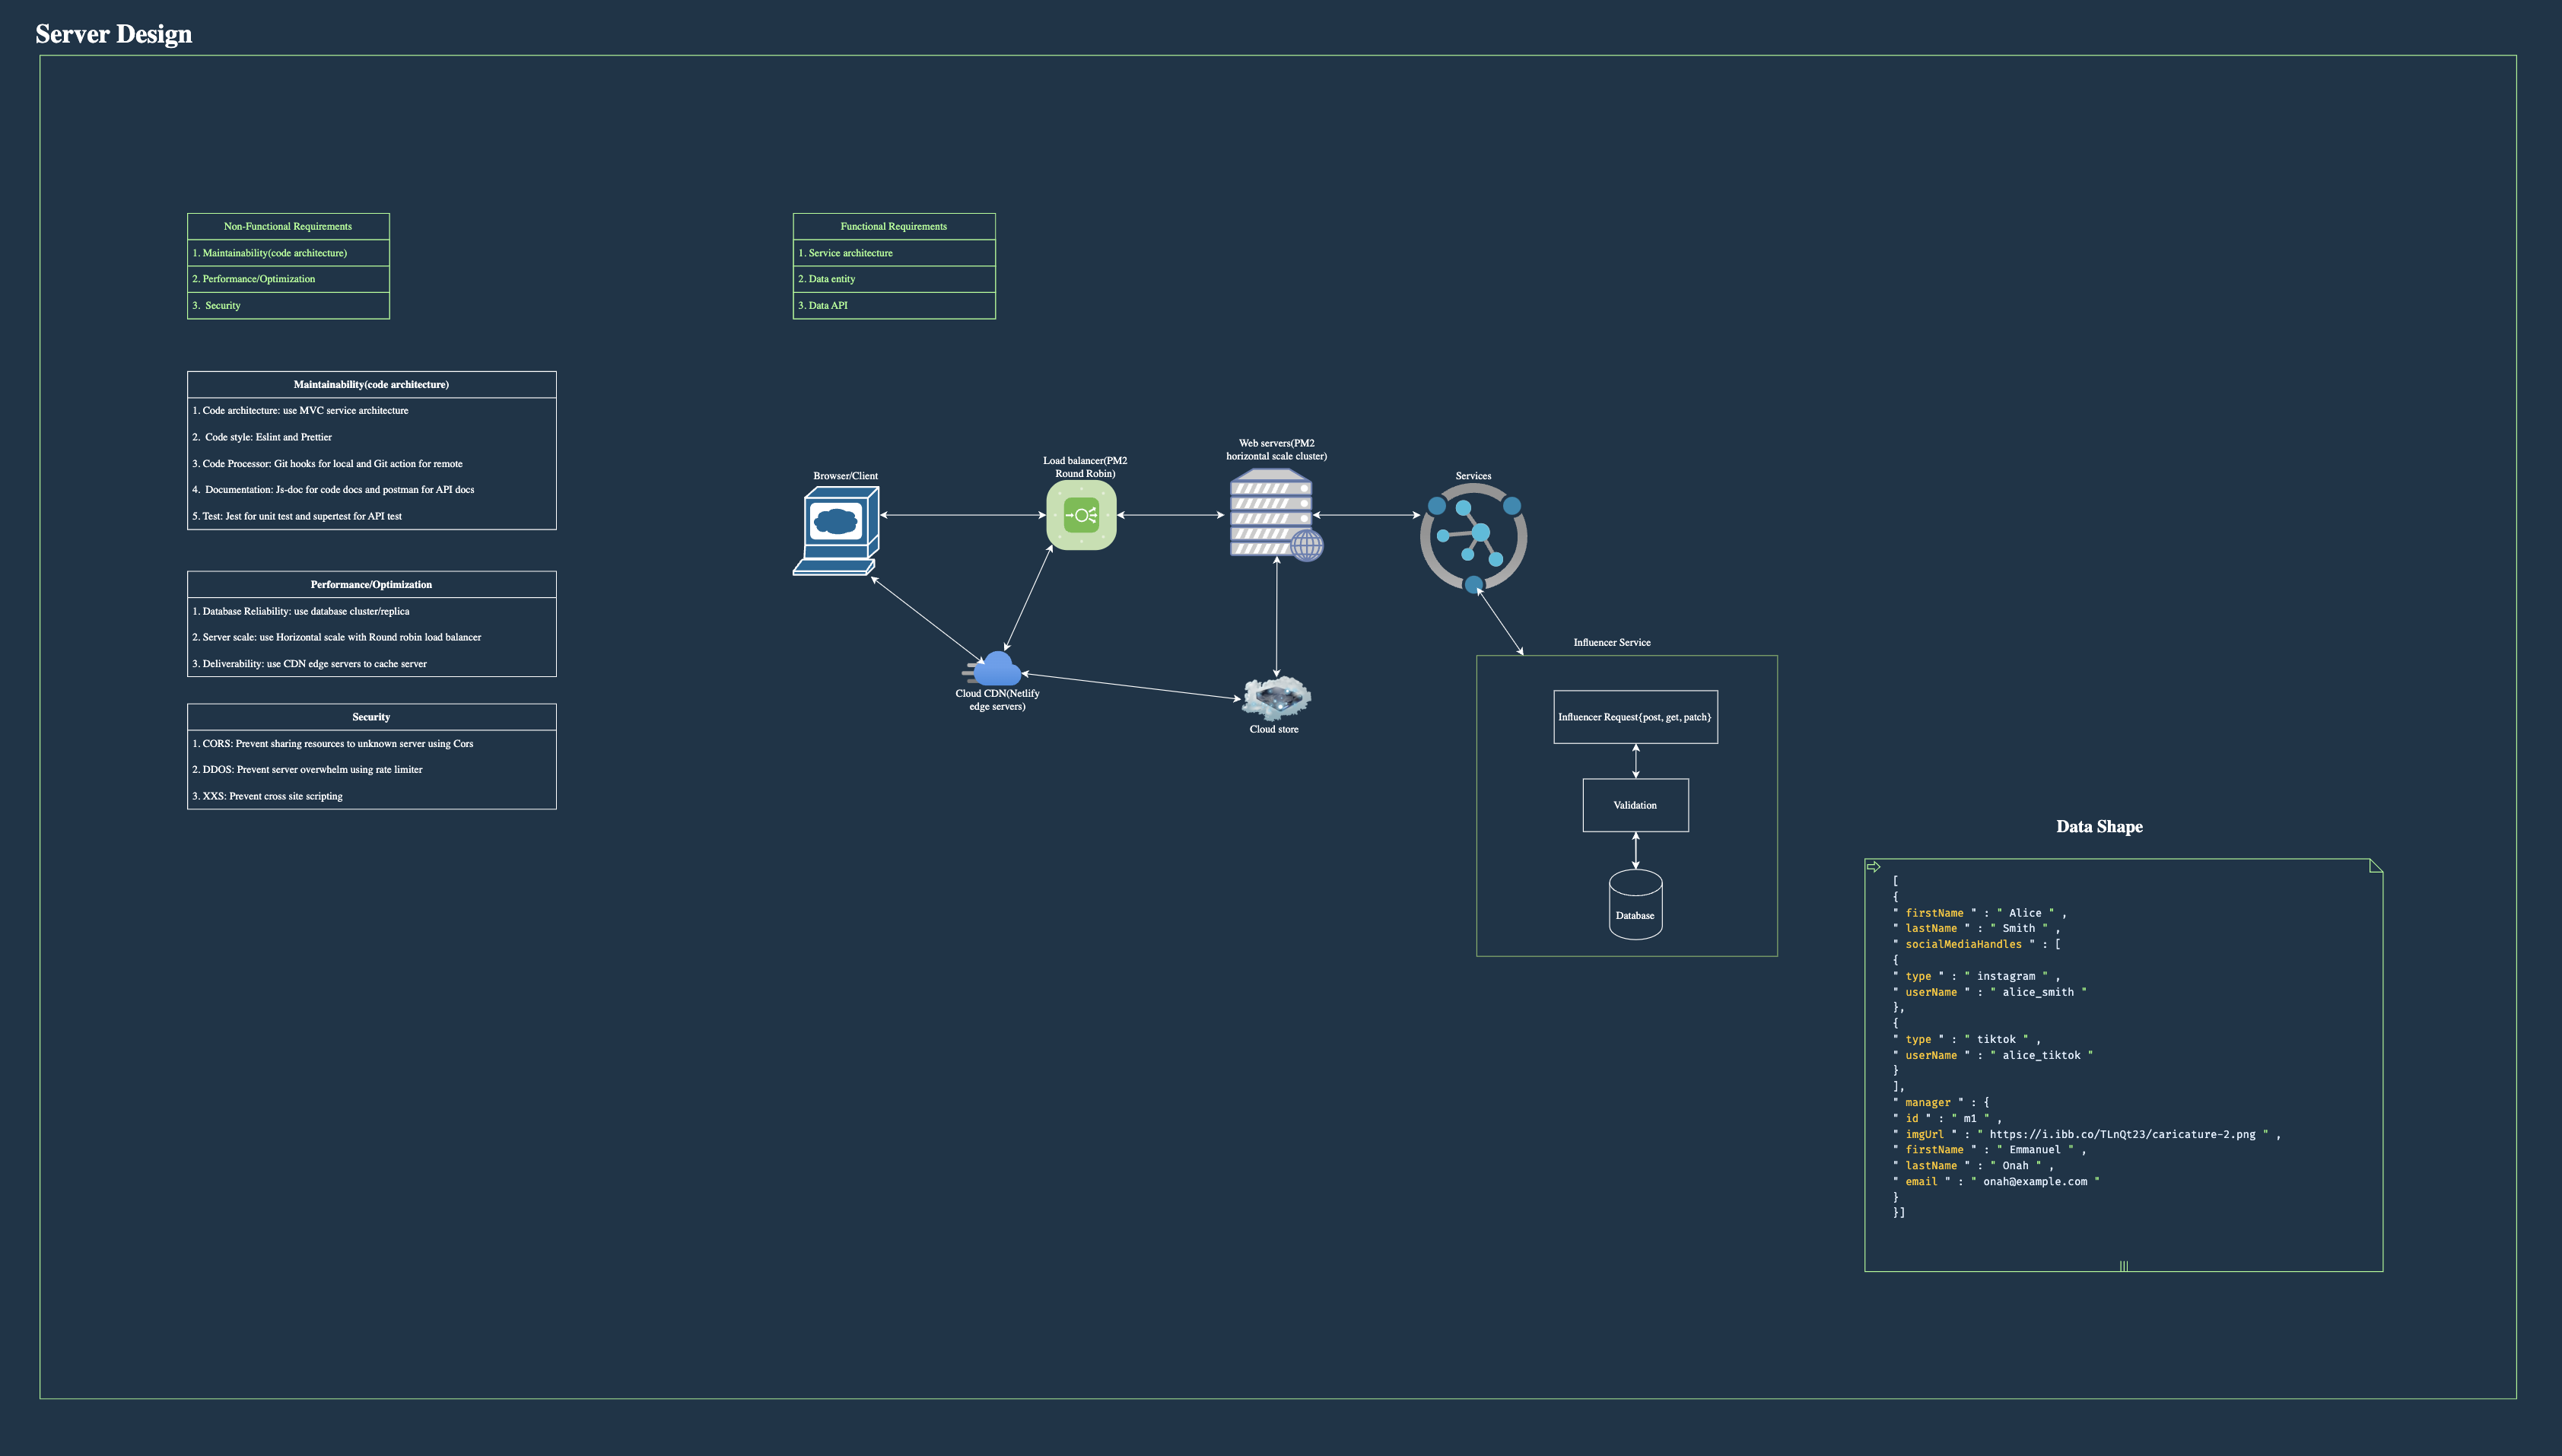 Server Design
Non-Functional Requirements
1. Maintainability(code architecture)
2. Performance/Optimization
3.  Security
Functional Requirements
1. Service architecture
2. Data entity
3. Data API
Maintainability(code architecture)
1. Code architecture: use MVC service architecture
2.  Code style: Eslint and Prettier
3. Code Processor: Git hooks for local and Git action for remote
4.  Documentation: Js-doc for code docs and postman for API docs
5. Test: Jest for unit test and supertest for API test
Performance/Optimization
1. Database Reliability: use database cluster/replica
2. Server scale: use Horizontal scale with Round robin load balancer
3. Deliverability: use CDN edge servers to cache server
Security
1. CORS: Prevent sharing resources to unknown server using Cors
2. DDOS: Prevent server overwhelm using rate limiter
3. XXS: Prevent cross site scripting
Browser/Client
Load balancer(PM2
Round Robin)
Web servers(PM2
horizontal scale cluster)
Services
Cloud CDN(Netlify
edge servers)
Cloud store
Influencer Service
Influencer Request{post, get, patch}
Validation
Database
Data Shape
[
{
" firstName " : " Alice " ,
" lastName " : " Smith " ,
" socialMediaHandles " : [
{
" type " : " instagram " ,
" userName " : " alice_smith "
},
{
" type " : " tiktok " ,
" userName " : " alice_tiktok "
}
],
" manager " : {
" id " : " m1 " ,
" imgUrl " : " https://i.ibb.co/TLnQt23/caricature-2.png " ,
" firstName " : " Emmanuel " ,
" lastName " : " Onah " ,
" email " : " onah@example.com "
}
}]